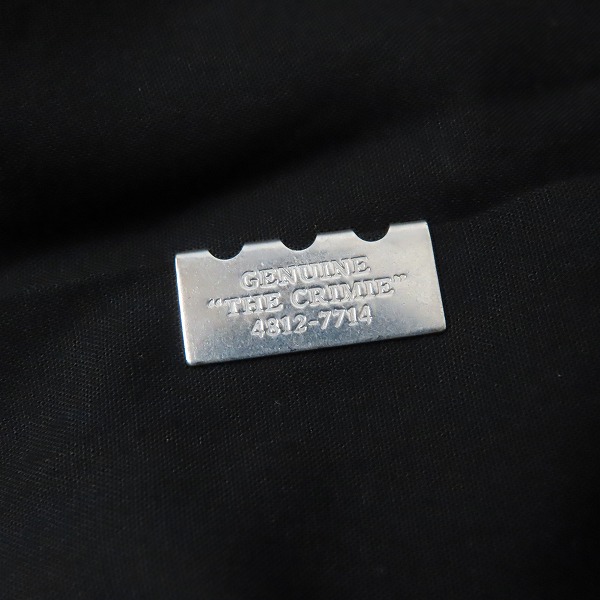 GENUINE
“THE CRIMIE”
4812-7714